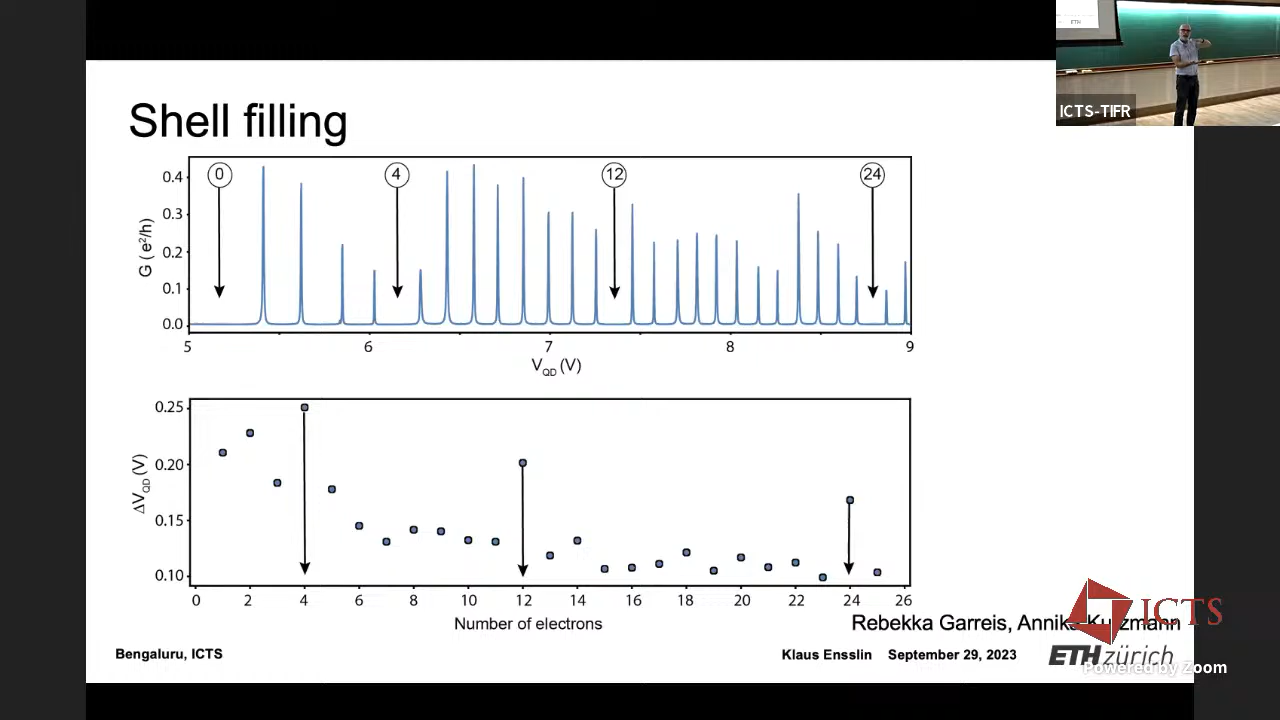 ETH
ICTS-TIFR
Shell filling
0 4 12 24
0.4
0.3
0.2
0.1
0.0
G (e²/h)
5 6 7 8 9
V_QD (V)
0.25
0.20
0.15
0.10
ΔV_QD (V)
0 2 4 6 8 10 12 14 16 18 20 22 24 26
Number of electrons
Rebekka Garreis, Annika Kurzmann
ICTS
Bengaluru, ICTS
Klaus Ensslin September 29, 2023
ETH zürich
Powered by Zoom